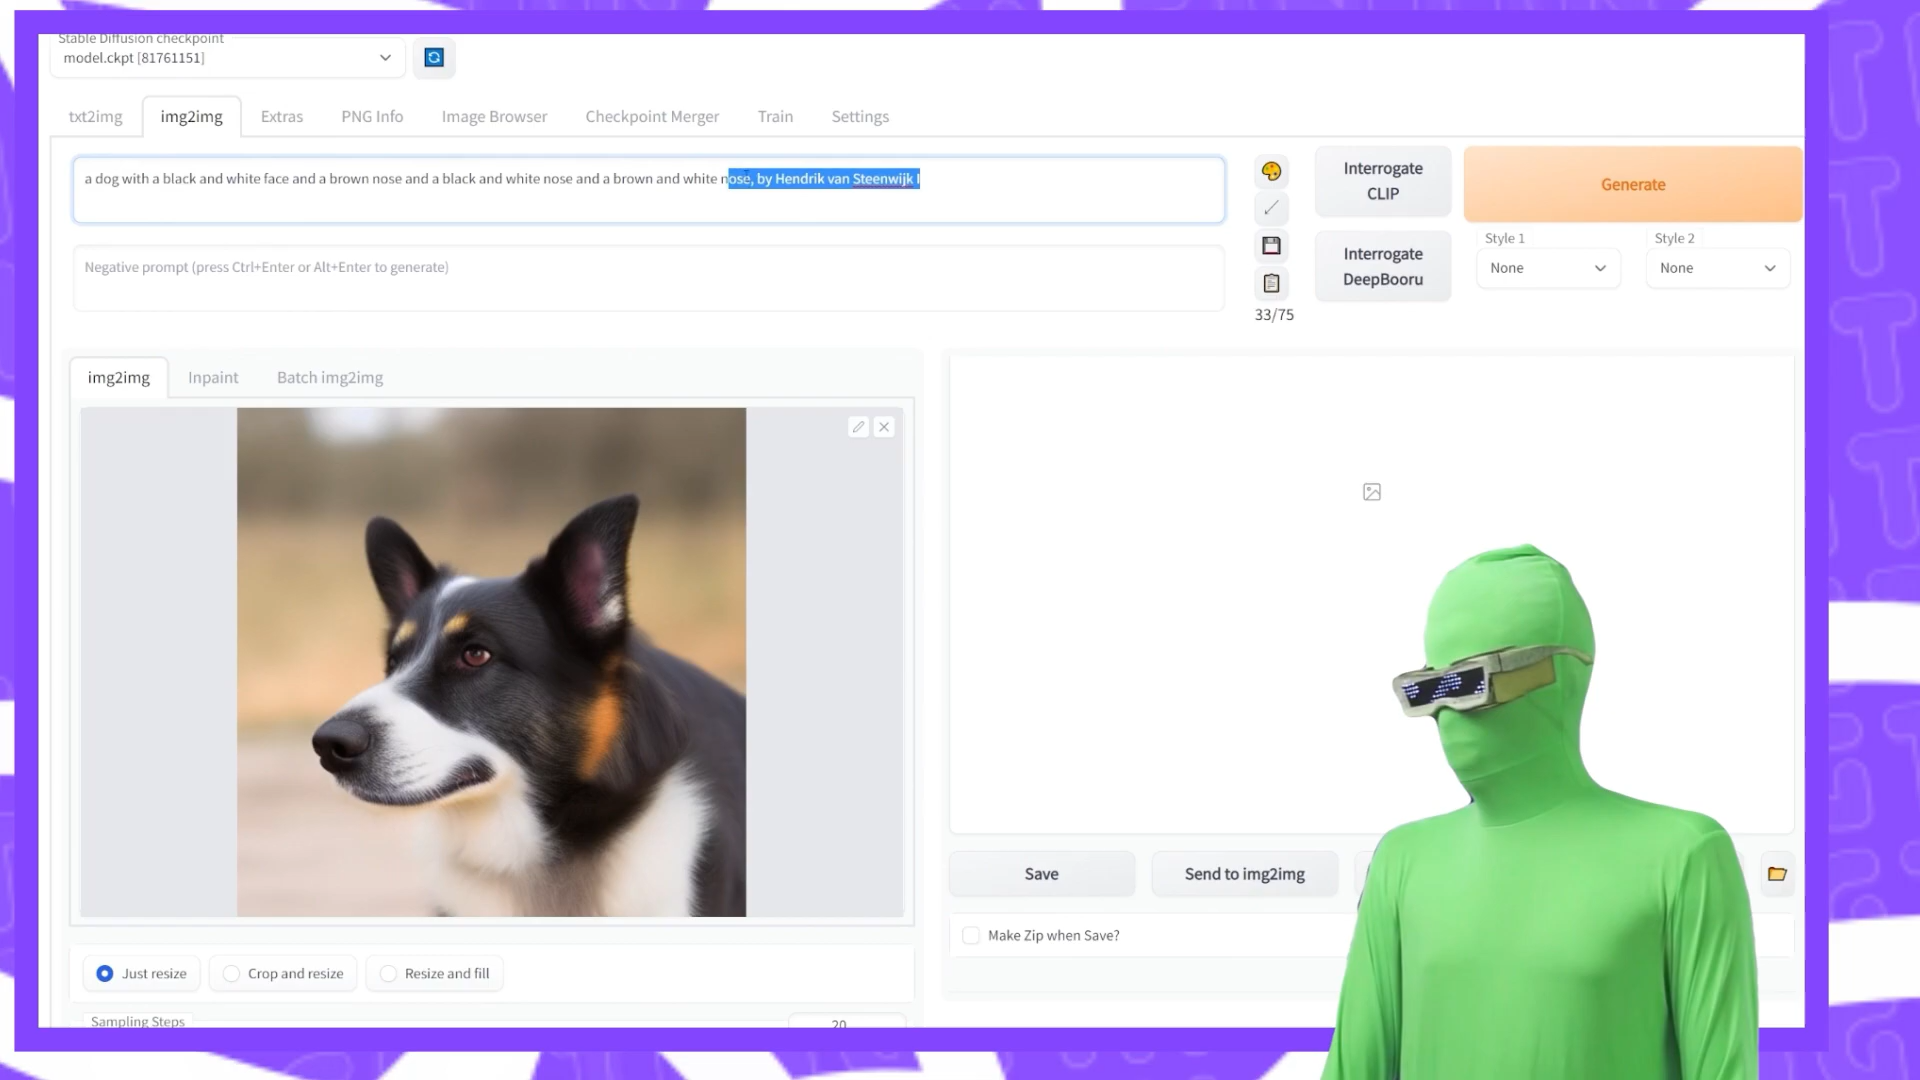 Stable Diffusion checkpoint
model.ckpt [81761151]
txt2img
img2img
Extras
PNG Info
Image Browser
Checkpoint Merger
Train
Settings
a dog with a black and white face and a brown nose and a black and white nose and a brown and white nose, by Hendrik van Steenwijk I
Interrogate
CLIP
Generate
Negative prompt (press Ctrl+Enter or Alt+Enter to generate)
Interrogate
DeepBooru
Style 1
None
Style 2
None
33/75
img2img
Inpaint
Batch img2img
Save
Send to img2img
Make Zip when Save?
Just resize
Crop and resize
Resize and fill
Sampling Steps
20